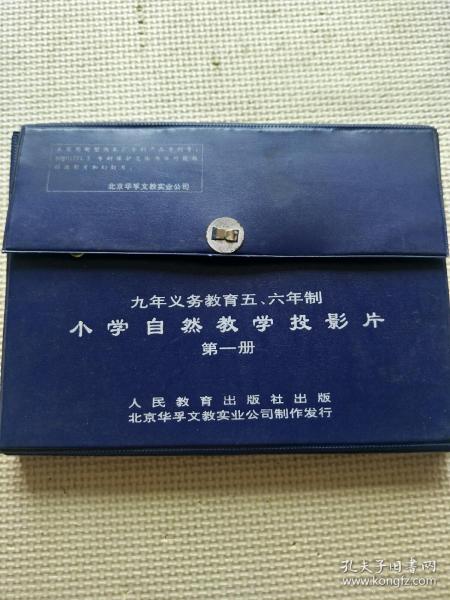 北京华孚文教实业公司
九年义务教育五、六年制
小学自然教学投影片
第一册
人民教育出版社出版
北京华孚文教实业公司制作发行
孔夫子旧书网
www.kongfz.com